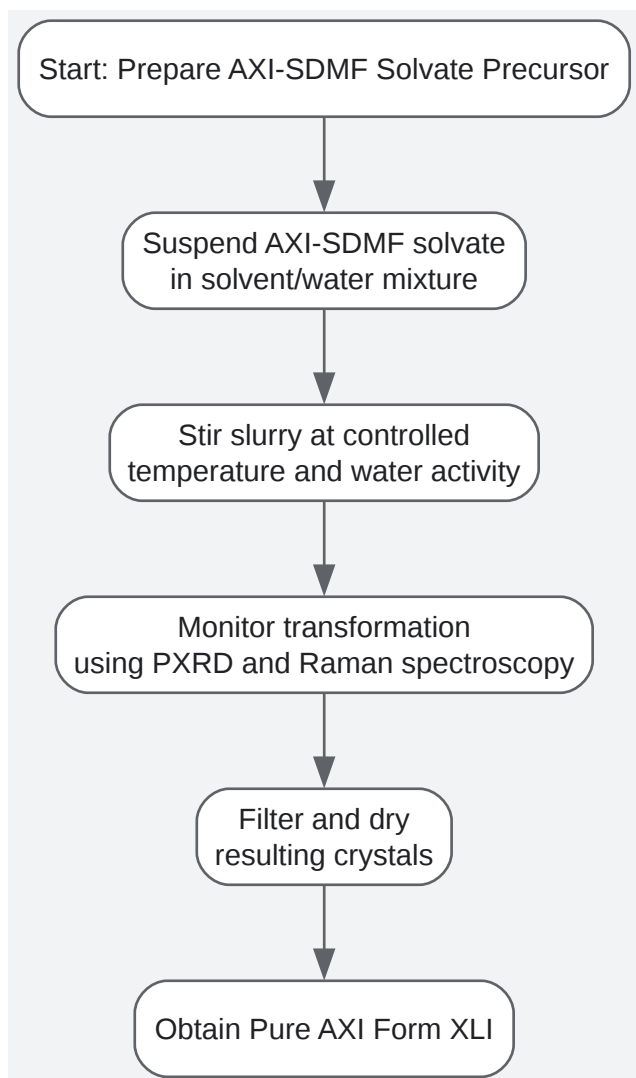 Start: Prepare AXI-SDMF Solvate Precursor
Suspend AXI-SDMF solvate
in solvent/water mixture
Stir slurry at controlled
temperature and water activity
Monitor transformation
using PXRD and Raman spectroscopy
Filter and dry
resulting crystals
Obtain Pure AXI Form XLI